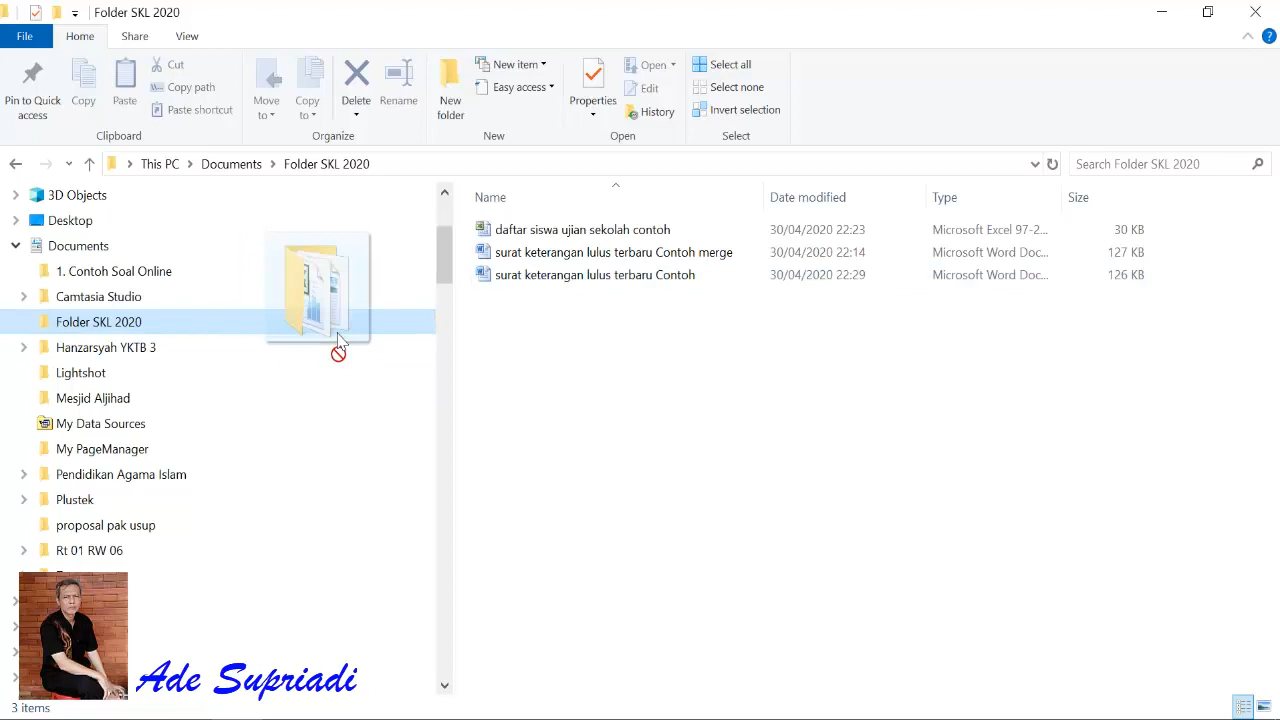 Folder SKL 2020
File Home Share View
Pin to Quick access
Copy
Paste
Cut
Copy path
Paste shortcut
Clipboard
Move to
Copy to
Delete
Rename
Organize
New folder
New item
Easy access
New
Properties
Open
Edit
History
Open
Select all
Select none
Invert selection
Select
This PC > Documents > Folder SKL 2020
Search Folder SKL 2020
3D Objects
Desktop
Documents
1. Contoh Soal Online
Camtasia Studio
Folder SKL 2020
Hanzarsyah YKTB 3
Lightshot
Mesjid Aljihad
My Data Sources
My PageManager
Pendidikan Agama Islam
Plustek
proposal pak usup
Rt 01 RW 06
Name Date modified Type Size
daftar siswa ujian sekolah contoh 30/04/2020 22:23 Microsoft Excel 97-2... 30 KB
surat keterangan lulus terbaru Contoh merge 30/04/2020 22:14 Microsoft Word Doc... 127 KB
surat keterangan lulus terbaru Contoh 30/04/2020 22:29 Microsoft Word Doc... 126 KB
Ade Supriadi
3 items